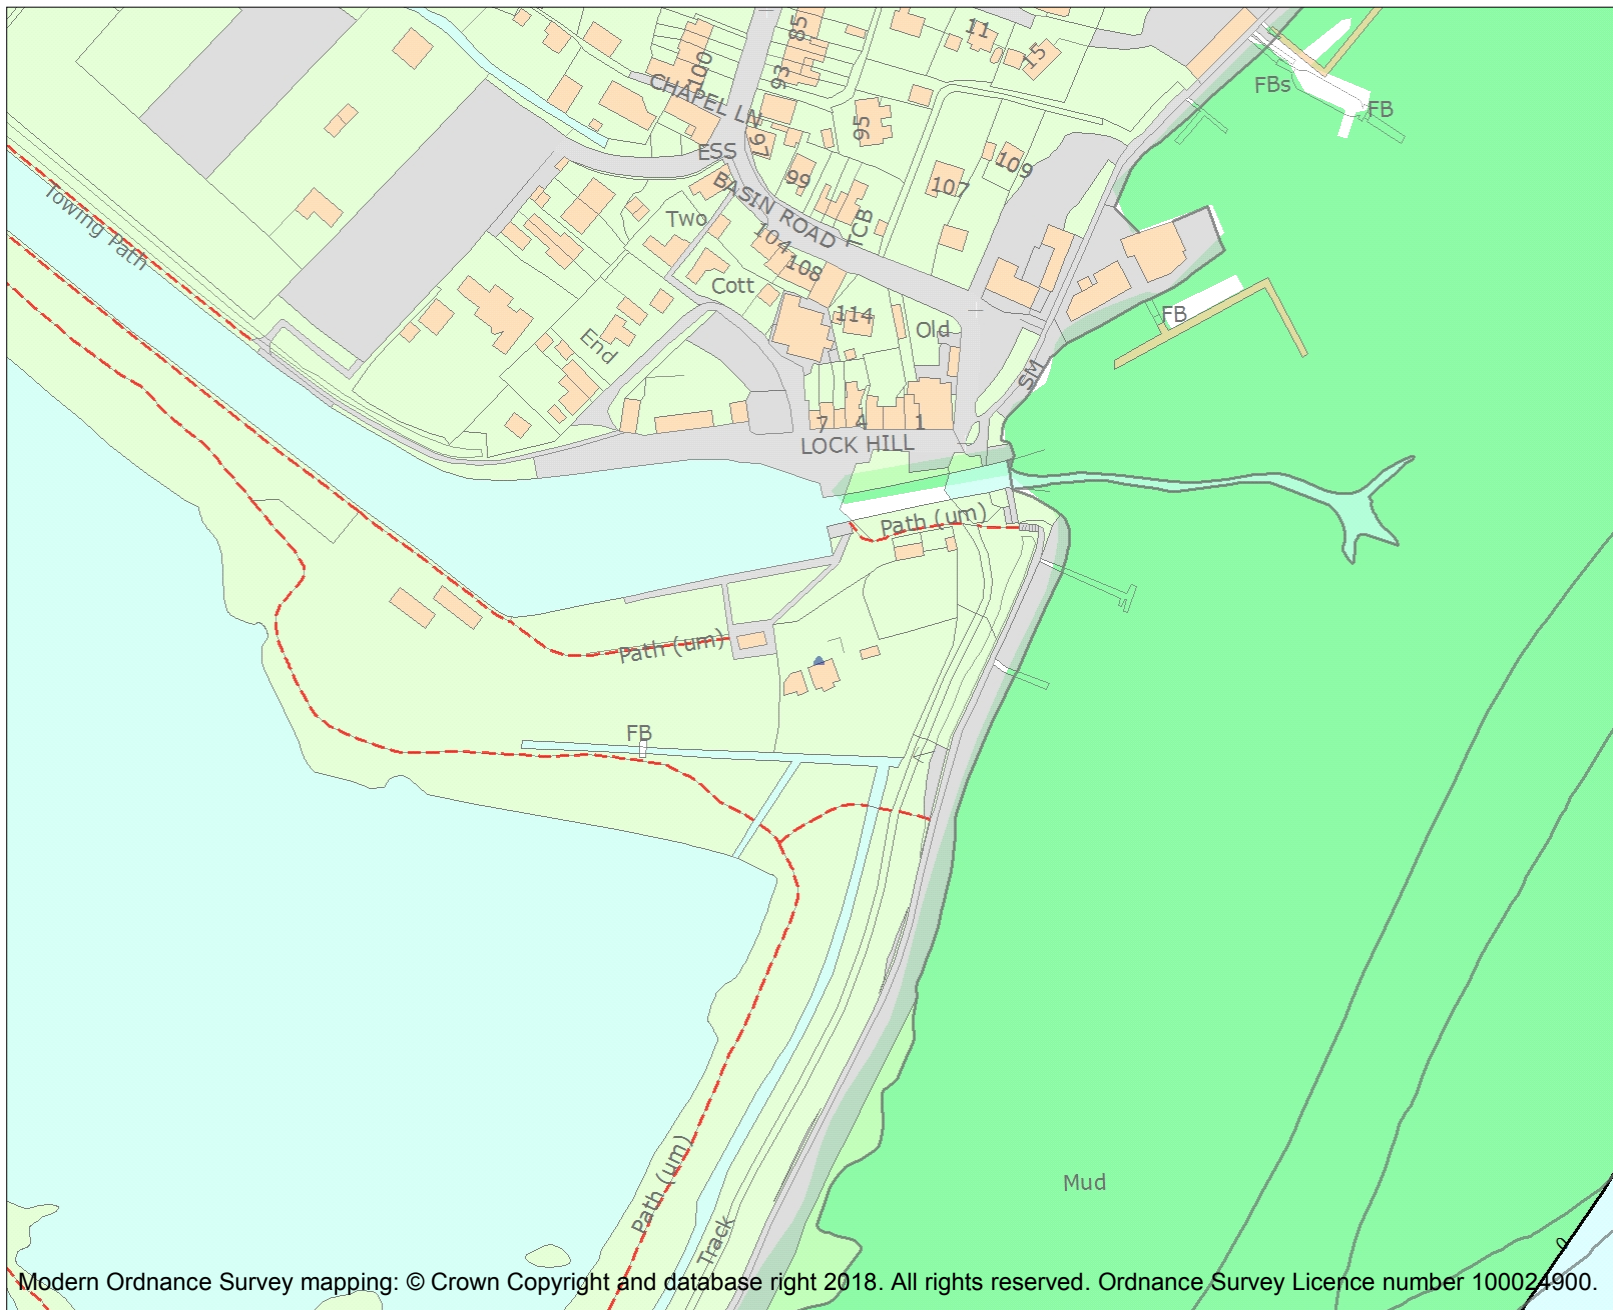 85
11
15
100
93
CHAPEL LN
FBs
FB
95
97
ESS
109
99
107
BASIN ROAD
Towing Path
Two
TCB
104
108
Cott
114
FB
Old
End
SM
7
4
1
LOCK HILL
Path (um)
Path (um)
FB
Mud
Path (um)
Track
Modern Ordnance Survey mapping: © Crown Copyright and database right 2018. All rights reserved. Ordnance Survey Licence number 100024900.